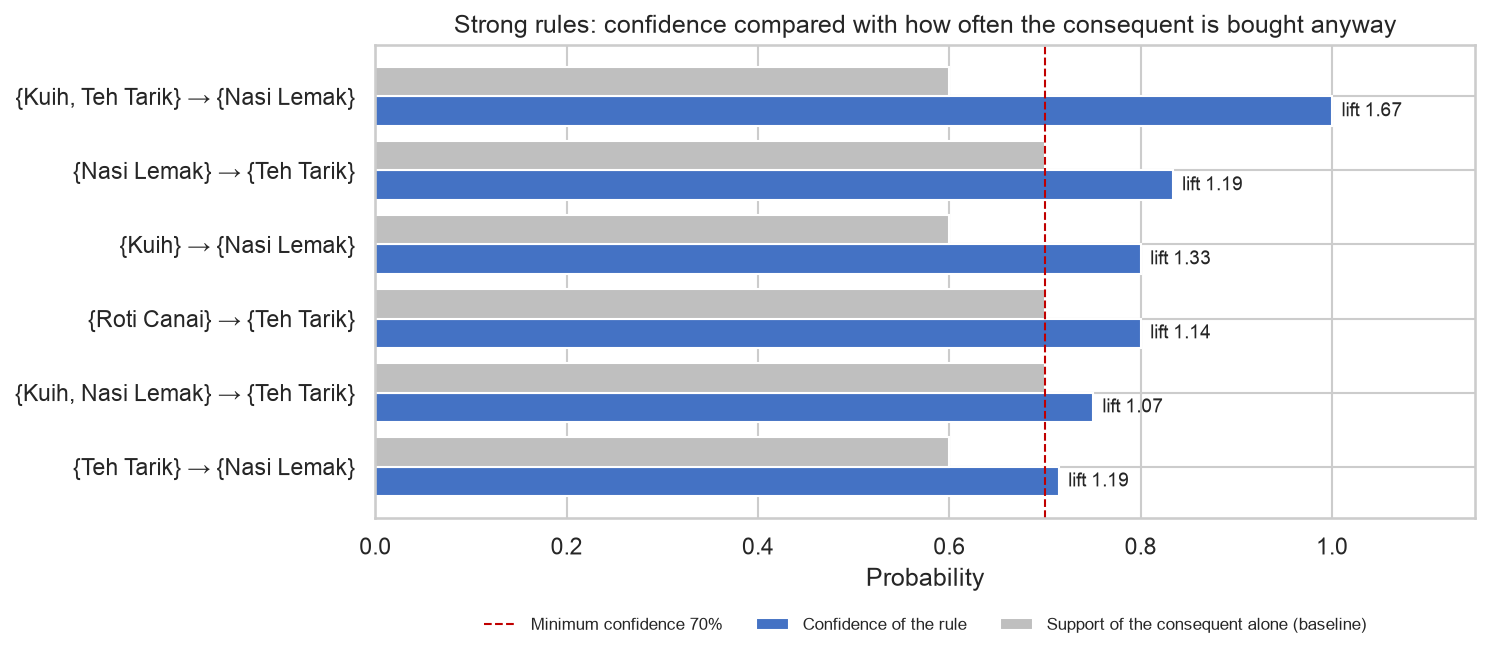 Strong rules: confidence compared with how often the consequent is bought anyway
{Kuih, Teh Tarik} → {Nasi Lemak}
lift 1.67
{Nasi Lemak} → {Teh Tarik}
lift 1.19
{Kuih} → {Nasi Lemak}
lift 1.33
{Roti Canai} → {Teh Tarik}
lift 1.14
{Kuih, Nasi Lemak} → {Teh Tarik}
lift 1.07
{Teh Tarik} → {Nasi Lemak}
lift 1.19
0.0 0.2 0.4 0.6 0.8 1.0
Probability
Minimum confidence 70% Confidence of the rule Support of the consequent alone (baseline)